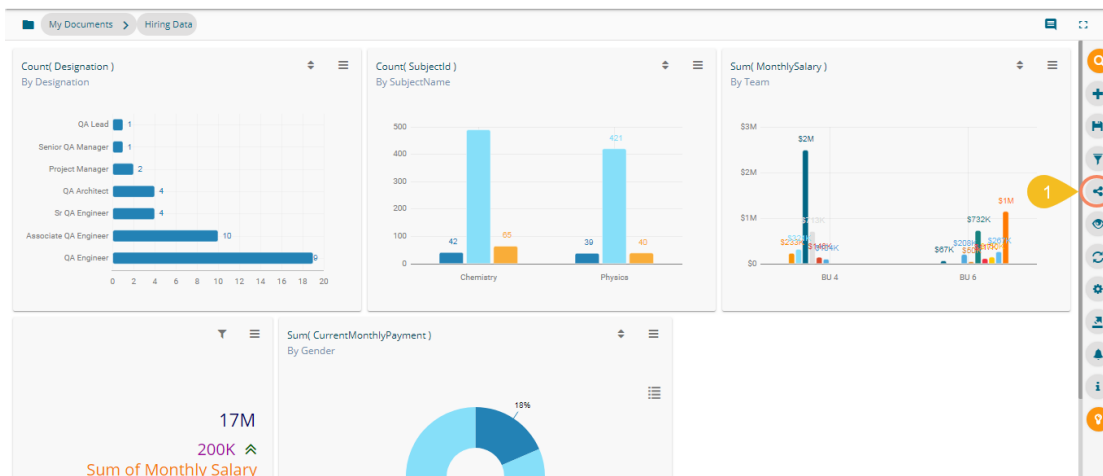 My Documents > Hiring Data
Count( Designation )
By Designation
QA Lead 1
Senior QA Manager 1
Project Manager 2
QA Architect 4
Sr QA Engineer 4
Associate QA Engineer 10
QA Engineer
0 2 4 6 8 10 12 14 16 18 20
Count( SubjectId )
By SubjectName
500
400
300
200
100
0
421
42 65 39 40
Chemistry Physics
Sum( MonthlySalary )
By Team
$3M
$2M
$1M
$0
$2M
$1M
$732K
$233K
$67K $208K
BU 4 BU 6
1
17M
200K
Sum of Monthly Salary
Sum( CurrentMonthlyPayment )
By Gender
18%